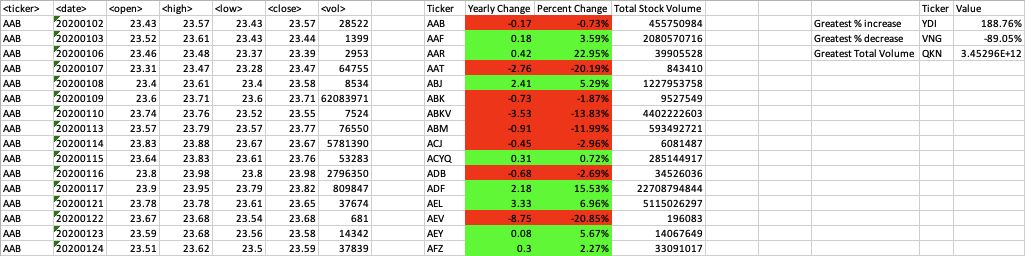 <ticker> <date> <open> <high> <low> <close> <vol> Ticker Yearly Change Percent Change Total Stock Volume Ticker Value
AAB 20200102 23.43 23.57 23.43 23.57 28522 AAB -0.17 -0.73% 455750984 Greatest % increase YDI 188.76%
AAB 20200103 23.52 23.61 23.43 23.44 1399 AAF 0.18 3.59% 2080570716 Greatest % decrease VNG -89.05%
AAB 20200106 23.46 23.48 23.37 23.39 2953 AAR 0.42 22.95% 39905528 Greatest Total Volume QKN 3.45296E+12
AAB 20200107 23.31 23.47 23.28 23.47 64755 AAT -2.76 -20.19% 843410
AAB 20200108 23.4 23.61 23.4 23.58 8534 ABJ 2.41 5.29% 1227953758
AAB 20200109 23.6 23.71 23.6 23.71 62083971 ABK -0.73 -1.87% 9527549
AAB 20200110 23.74 23.76 23.52 23.55 7524 ABKV -3.53 -13.83% 4402222603
AAB 20200113 23.57 23.79 23.57 23.77 76550 ABM -0.91 -11.99% 593492721
AAB 20200114 23.83 23.88 23.67 23.67 5781390 ACJ -0.45 -2.96% 6081487
AAB 20200115 23.64 23.83 23.61 23.76 53283 ACYQ 0.31 0.72% 285144917
AAB 20200116 23.8 23.98 23.8 23.98 2796350 ADB -0.68 -2.69% 34526036
AAB 20200117 23.9 23.95 23.79 23.82 809847 ADF 2.18 15.53% 22708794844
AAB 20200121 23.78 23.78 23.61 23.65 37674 AEL 3.33 6.96% 5115026297
AAB 20200122 23.67 23.68 23.54 23.68 681 AEV -8.75 -20.85% 196083
AAB 20200123 23.59 23.68 23.56 23.58 14342 AEY 0.08 5.67% 14067649
AAB 20200124 23.51 23.62 23.5 23.59 37839 AFZ 0.3 2.27% 33091017